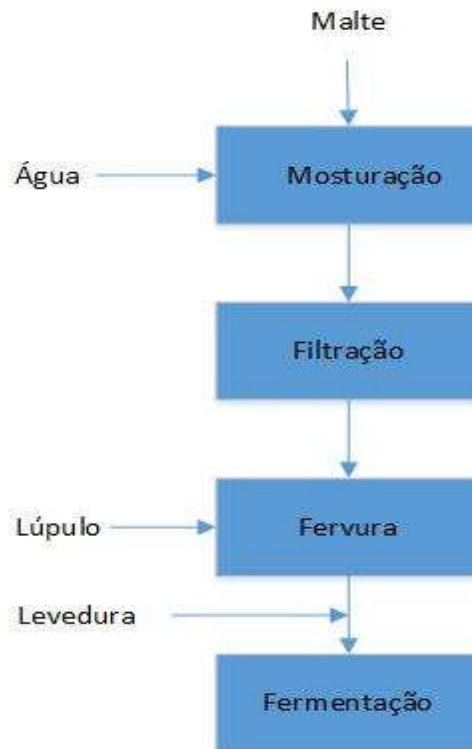 Malte
Água
Mosturação
Filtração
Lúpulo
Fervura
Levedura
Fermentação